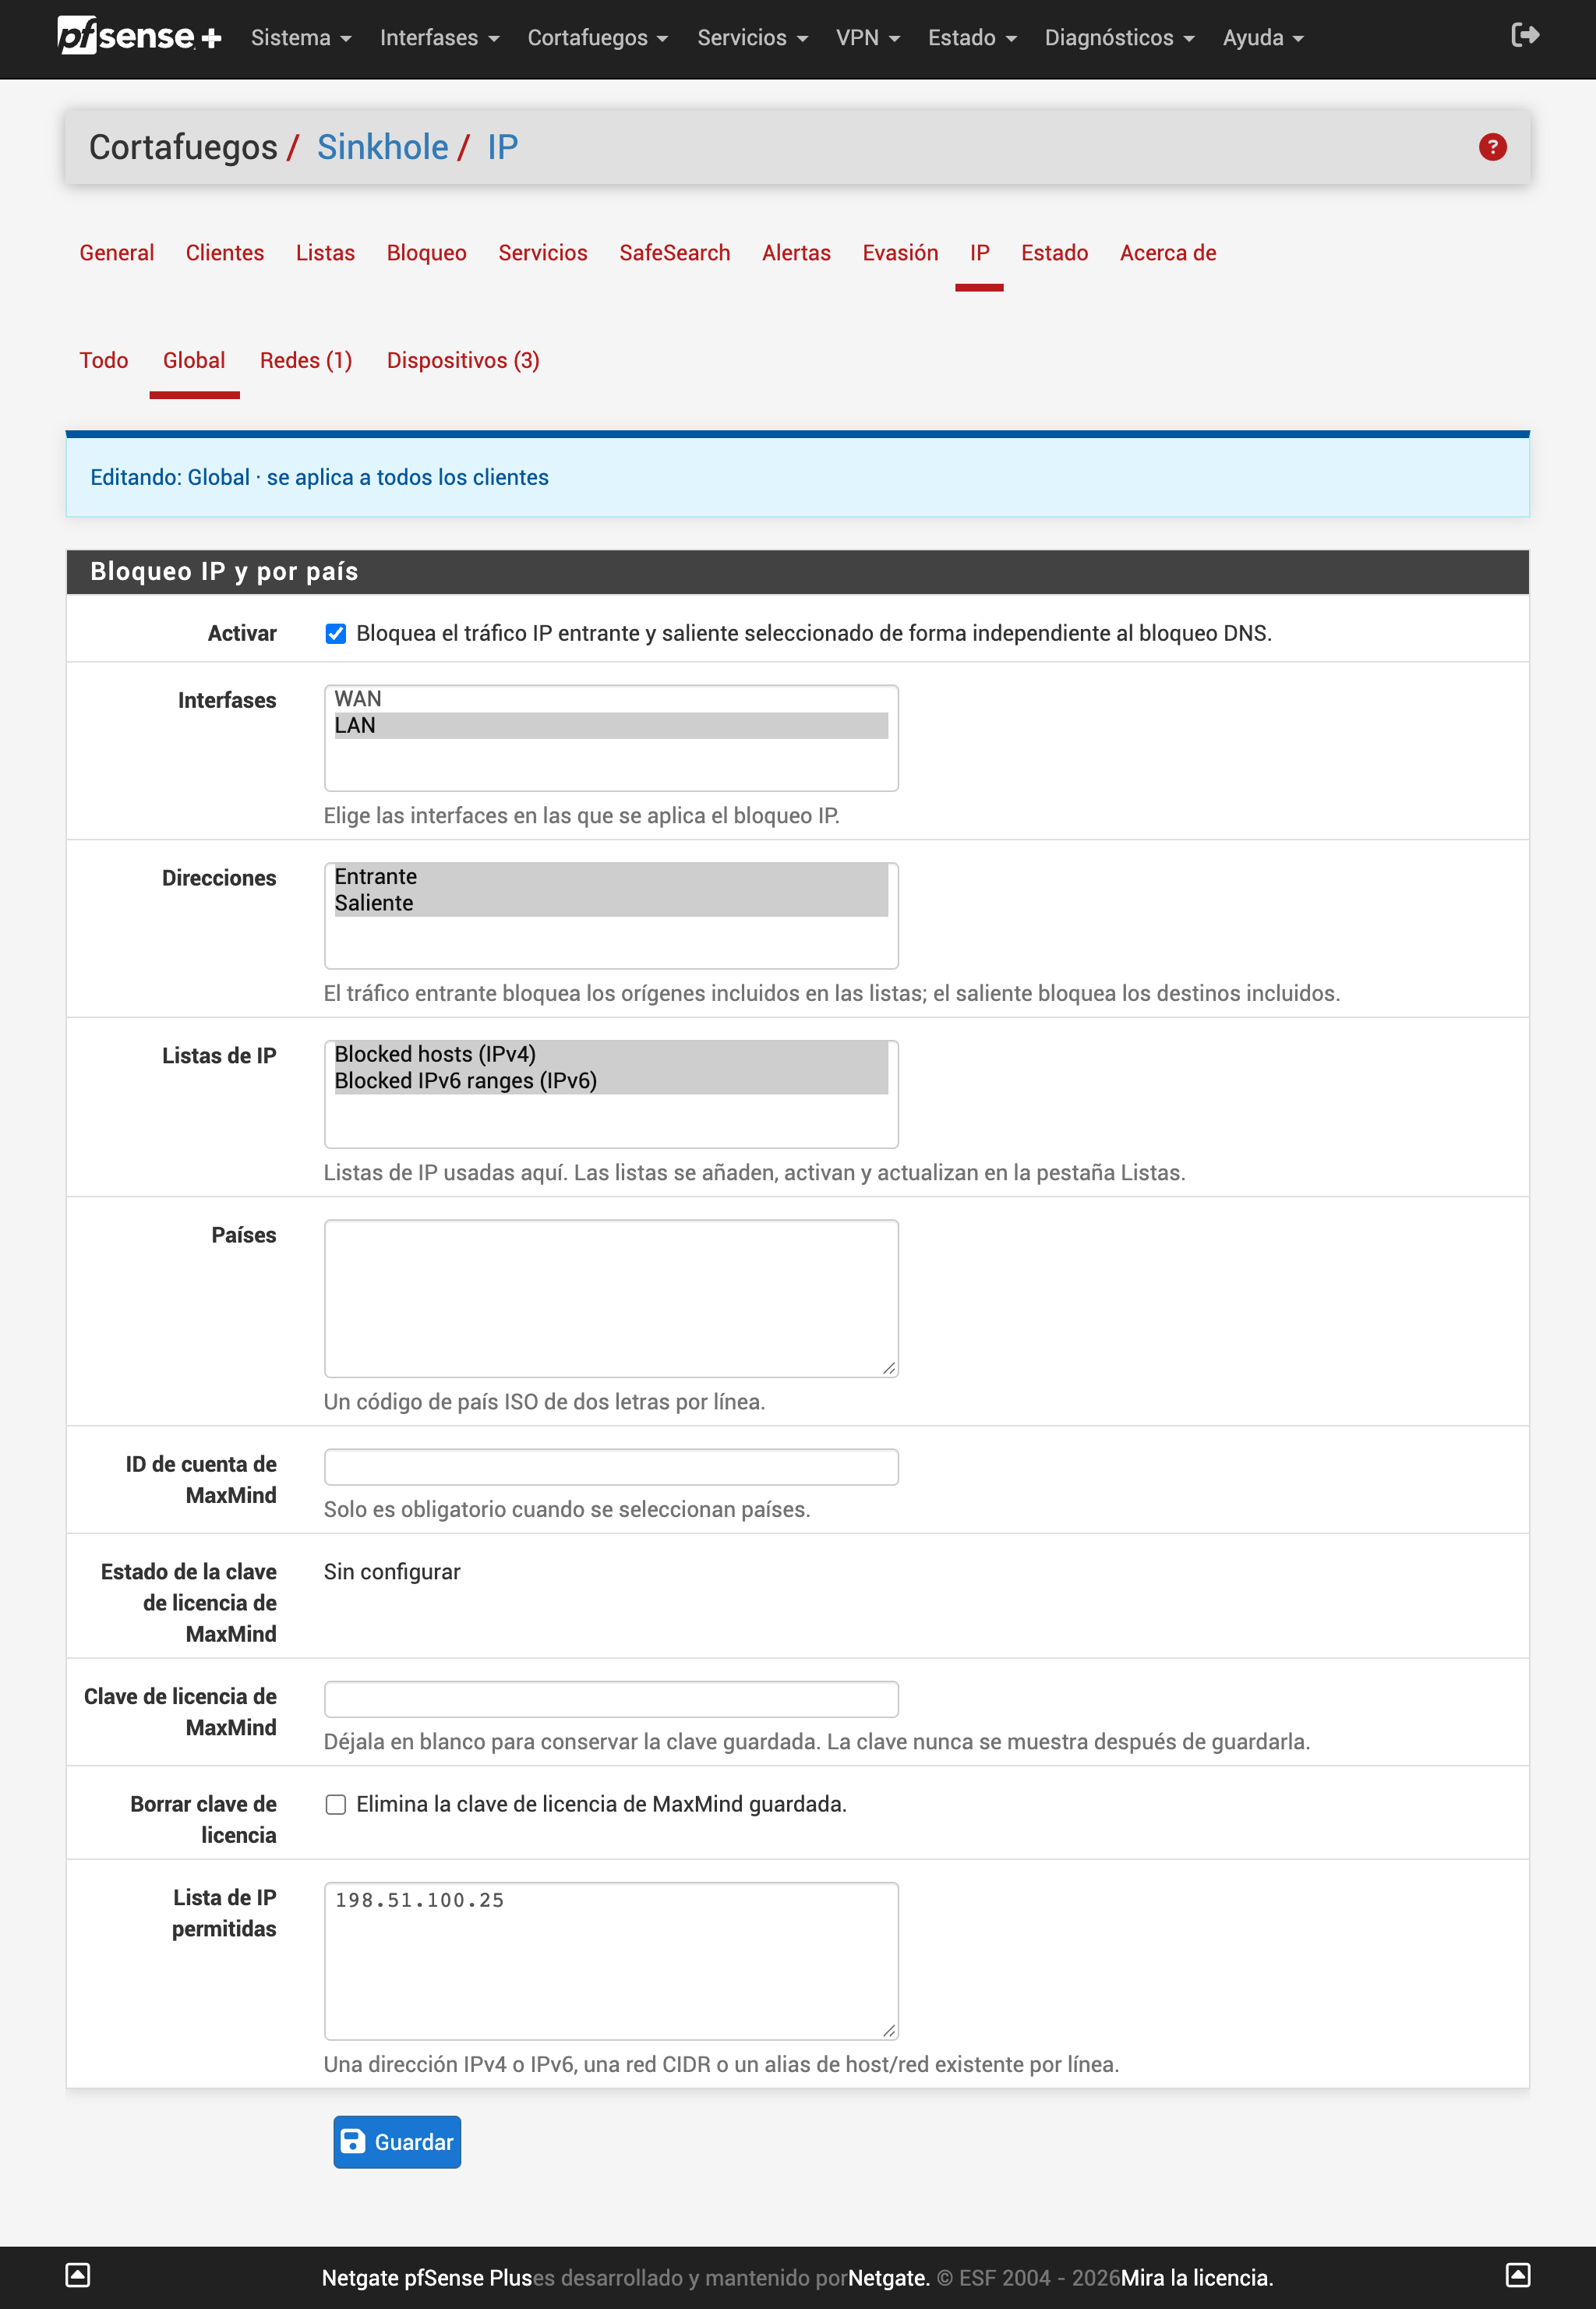 pfsense +
Sistema Interfases Cortafuegos Servicios VPN Estado Diagnósticos Ayuda
Cortafuegos / Sinkhole / IP
General Clientes Listas Bloqueo Servicios SafeSearch Alertas Evasión IP Estado Acerca de
Todo Global Redes (1) Dispositivos (3)
Editando: Global · se aplica a todos los clientes
Bloqueo IP y por país
Activar Bloquea el tráfico IP entrante y saliente seleccionado de forma independiente al bloqueo DNS.
Interfases
WAN
LAN
Elige las interfaces en las que se aplica el bloqueo IP.
Direcciones
Entrante
Saliente
El tráfico entrante bloquea los orígenes incluidos en las listas; el saliente bloquea los destinos incluidos.
Listas de IP
Blocked hosts (IPv4)
Blocked IPv6 ranges (IPv6)
Listas de IP usadas aquí. Las listas se añaden, activan y actualizan en la pestaña Listas.
Países
Un código de país ISO de dos letras por línea.
ID de cuenta de
MaxMind
Solo es obligatorio cuando se seleccionan países.
Estado de la clave
de licencia de
MaxMind
Sin configurar
Clave de licencia de
MaxMind
Déjala en blanco para conservar la clave guardada. La clave nunca se muestra después de guardarla.
Borrar clave de
licencia
Elimina la clave de licencia de MaxMind guardada.
Lista de IP
permitidas
198.51.100.25
Una dirección IPv4 o IPv6, una red CIDR o un alias de host/red existente por línea.
Guardar
Netgate pfSense Pluses desarrollado y mantenido porNetgate. © ESF 2004 - 2026Mira la licencia.